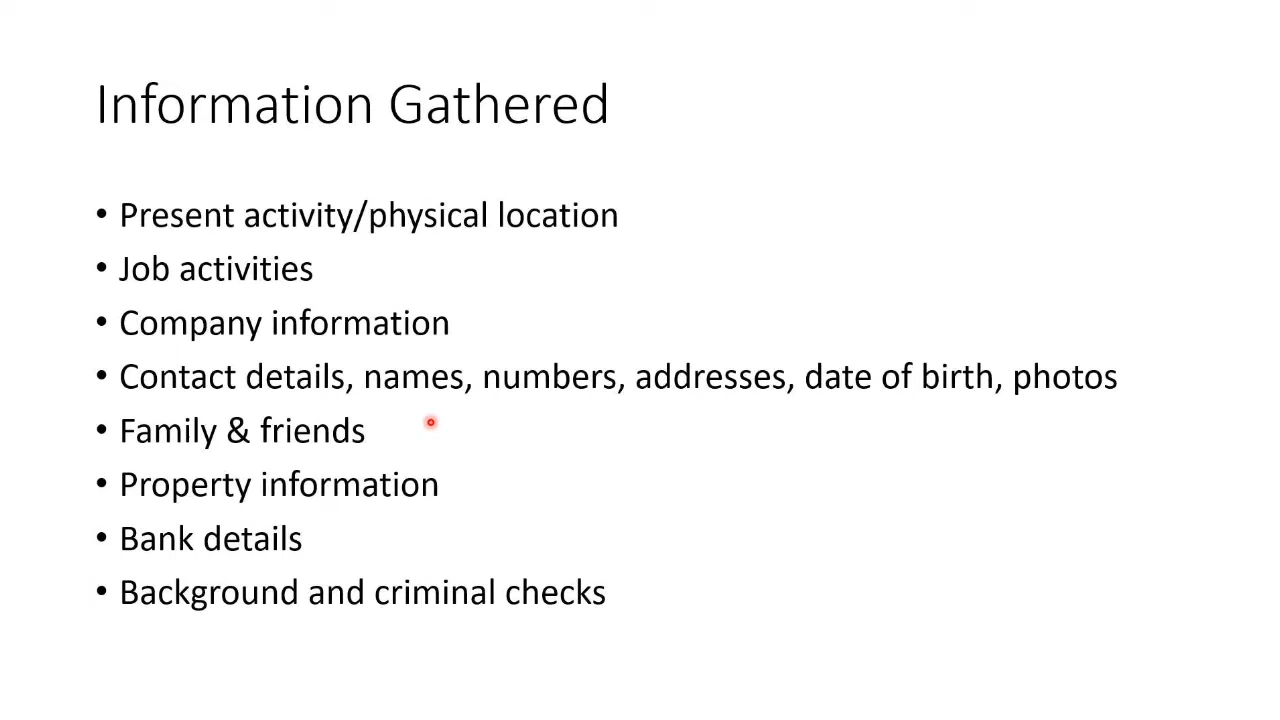 Information Gathered
• Present activity/physical location
• Job activities
• Company information
• Contact details, names, numbers, addresses, date of birth, photos
• Family & friends
• Property information
• Bank details
• Background and criminal checks